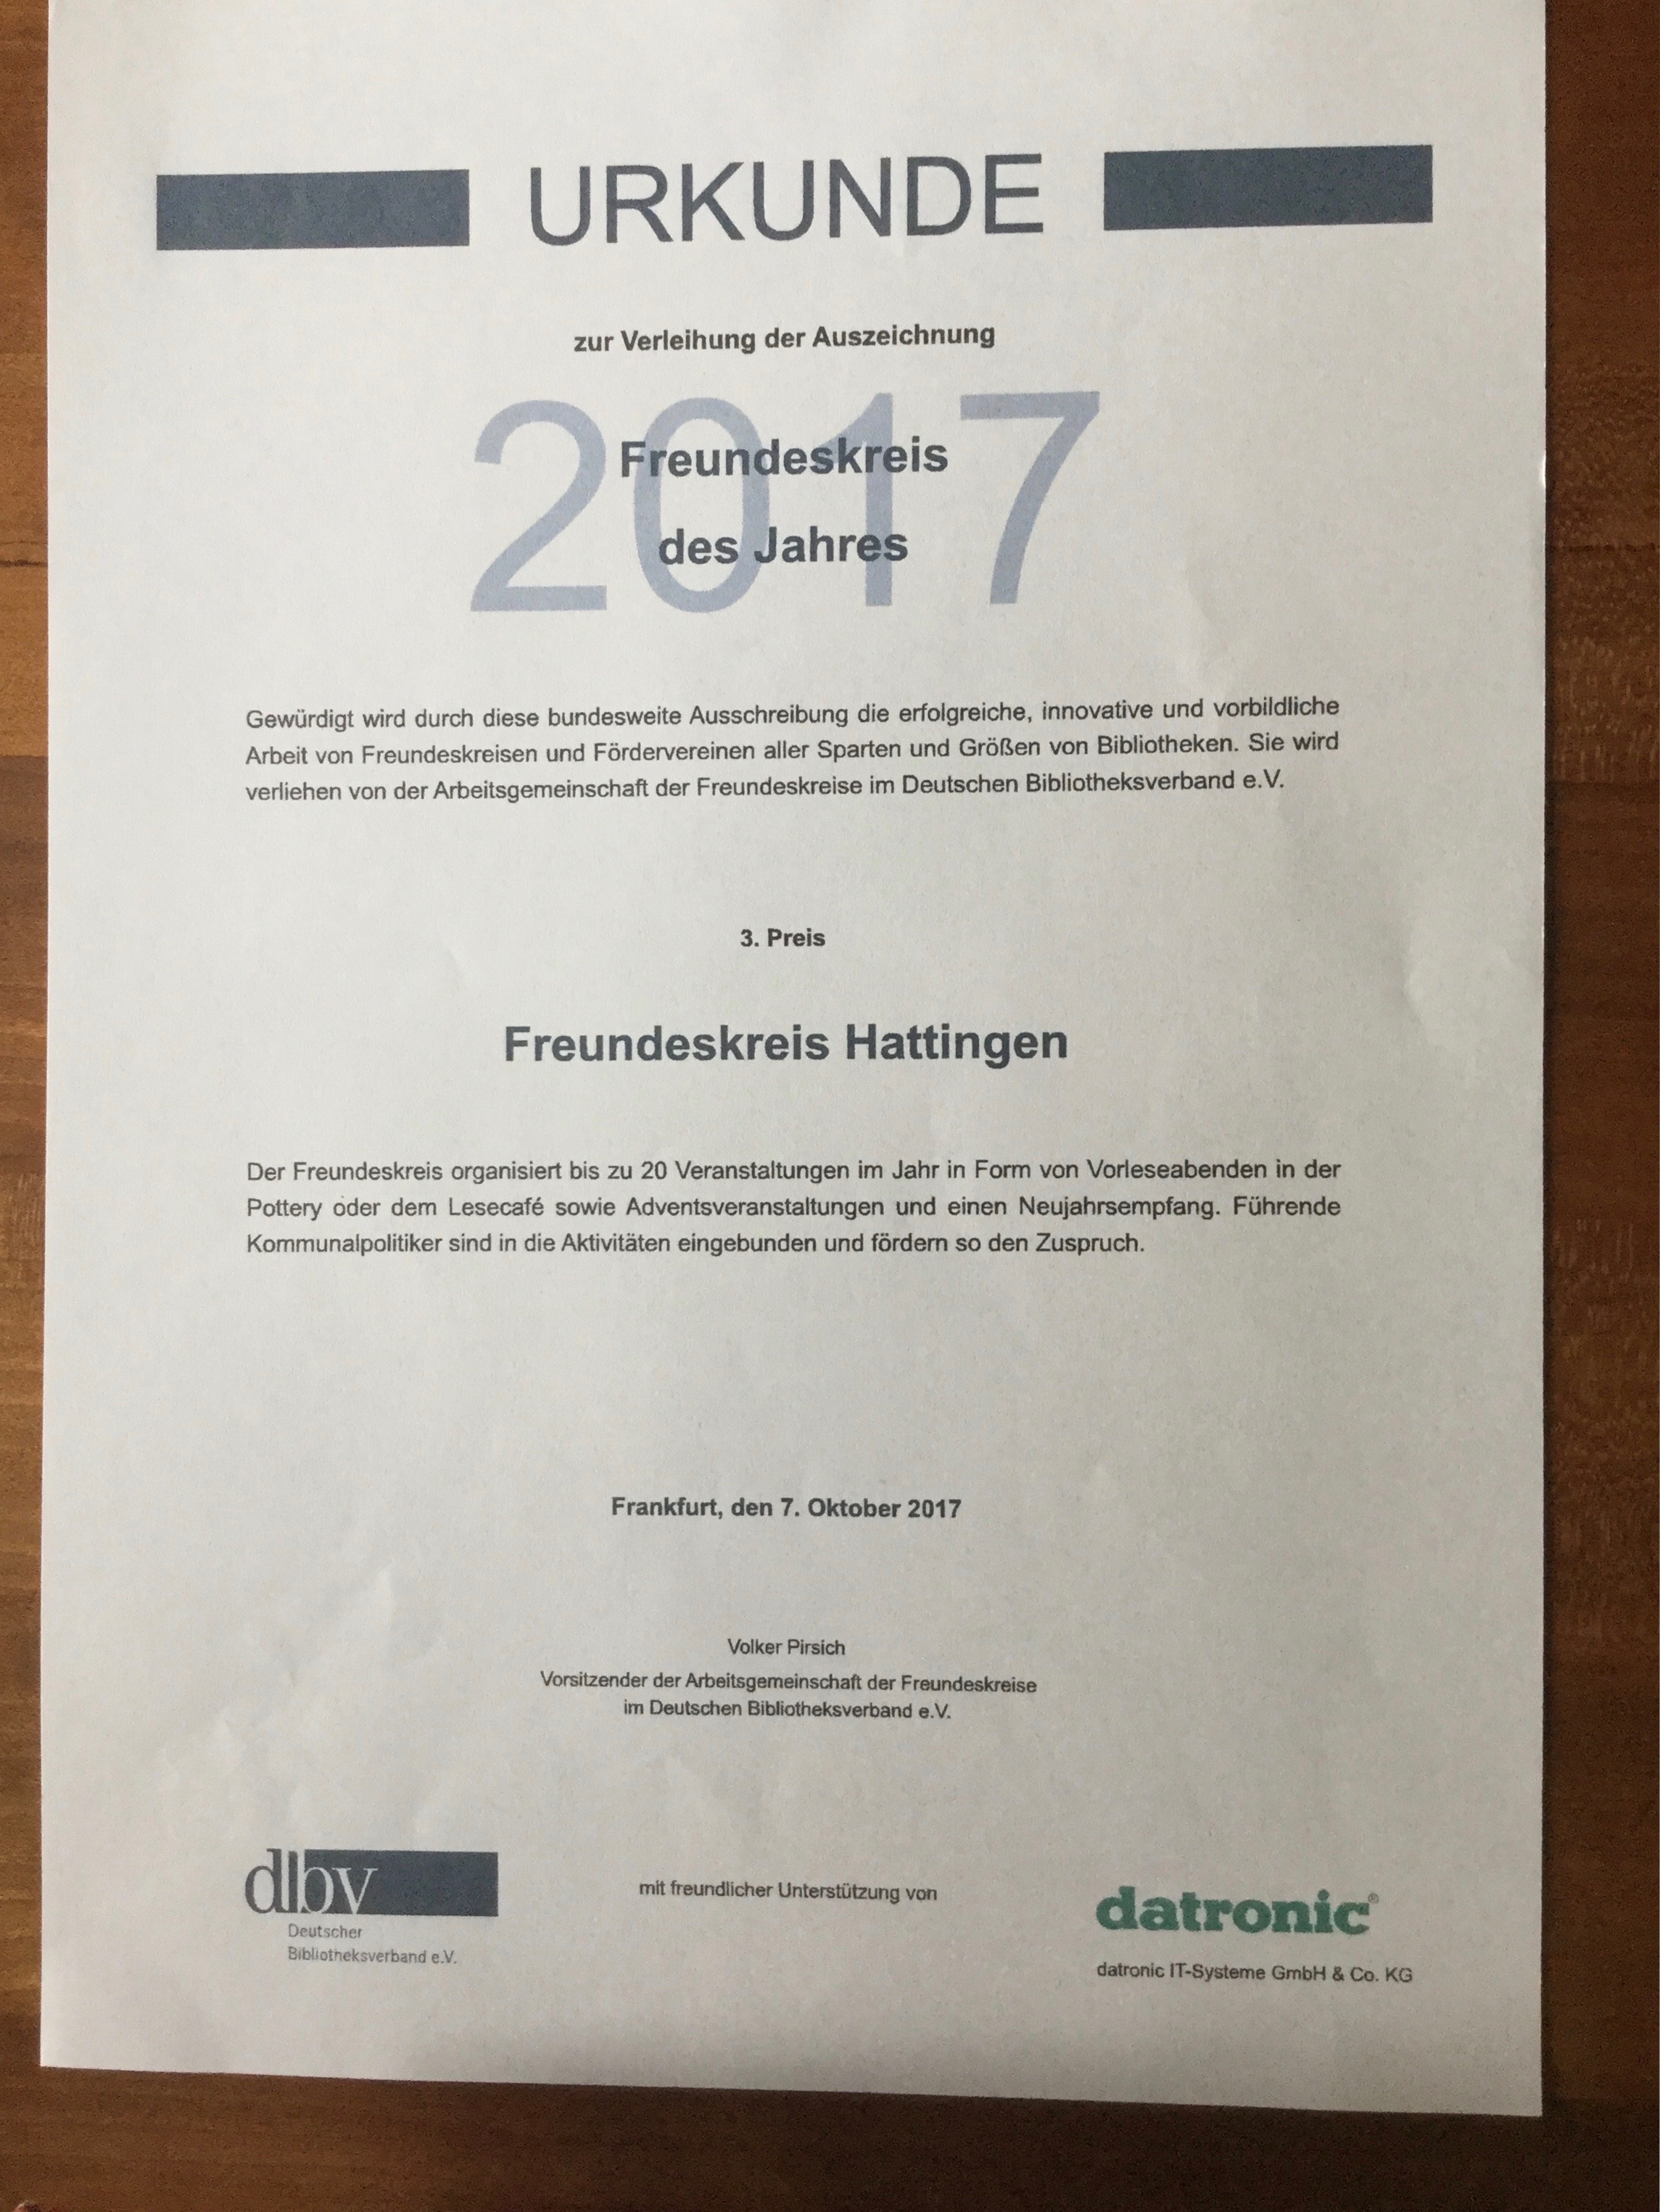 URKUNDE
zur Verleihung der Auszeichnung
2017
Freundeskreis
des Jahres
Gewürdigt wird durch diese bundesweite Ausschreibung die erfolgreiche, innovative und vorbildliche
Arbeit von Freundeskreisen und Fördervereinen aller Sparten und Größen von Bibliotheken. Sie wird
verliehen von der Arbeitsgemeinschaft der Freundeskreise im Deutschen Bibliotheksverband e.V.
3. Preis
Freundeskreis Hattingen
Der Freundeskreis organisiert bis zu 20 Veranstaltungen im Jahr in Form von Vorleseabenden in der
Pottery oder dem Lesecafé sowie Adventsveranstaltungen und einen Neujahrsempfang. Führende
Kommunalpolitiker sind in die Aktivitäten eingebunden und fördern so den Zuspruch.
Frankfurt, den 7. Oktober 2017
Volker Pirsich
Vorsitzender der Arbeitsgemeinschaft der Freundeskreise
im Deutschen Bibliotheksverband e.V.
dbv
Deutscher
Bibliotheksverband e.V.
mit freundlicher Unterstützung von
datronic®
datronic IT-Systeme GmbH & Co. KG